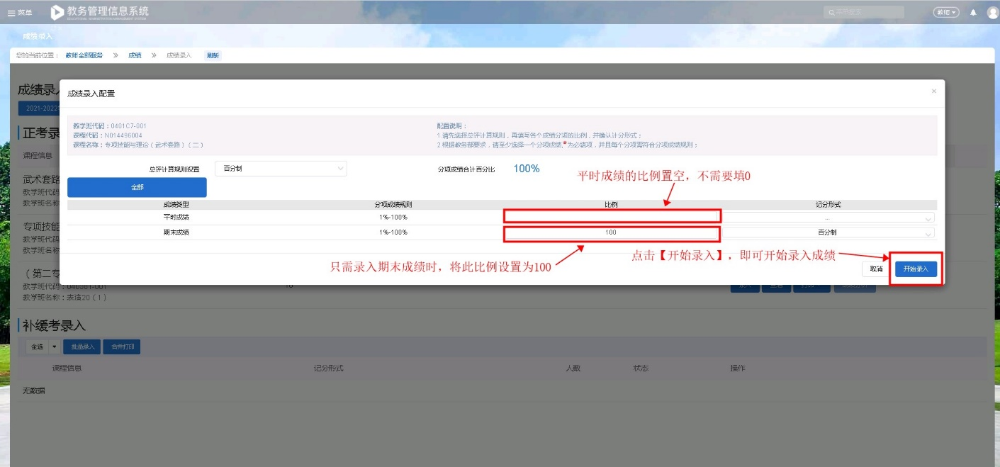 菜单
教务管理信息系统
教师
成绩录入
您的当前位置： 教师全部服务 » 成绩 » 成绩录入 刷新
成绩录入配置
×
成绩录
2021-2022
教学班代码：0401C7-001
课程代码：N014496004
课程名称：专项技能与理论（武术套路）（二）
配置说明：
1.请先选择总评计算规则，再填写各个成绩分项的比例，并确认计分形式；
2.根据教务部要求，请至少选择一个分项成绩,*为必填项，并且每个分项需符合分项成绩规则；
正考录
课程信息
总评计算规则设置 百分制 分项成绩合计百分比 100%
平时成绩的比例置空，不需要填0
全部
武术套路
教学班代码
教学班名称
成绩类型 分项成绩规则 比例 记分形式
平时成绩 1%-100% ...
期末成绩 1%-100% 100 百分制
专项技能
教学班代码
教学班名称
只需录入期末成绩时，将此比例设置为100
点击【开始录入】，即可开始录入成绩
取消 开始录入
（第二专
教学班代码：040361-001
教学班名称：表演20（1）
补缓考录入
全选 批量录入 合并打印
课程信息 记分形式 人数 状态 操作
无数据